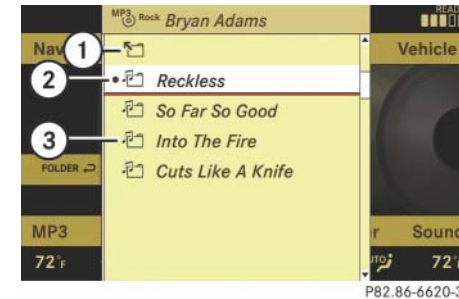 MP3 Rock Bryan Adams
READ
Nav
1
Vehicle
2
Reckless
So Far So Good
3
Into The Fire
FOLDER
Cuts Like A Knife
MP3
r
Sound
72°F
UTO
72°
P82.86-6620-3